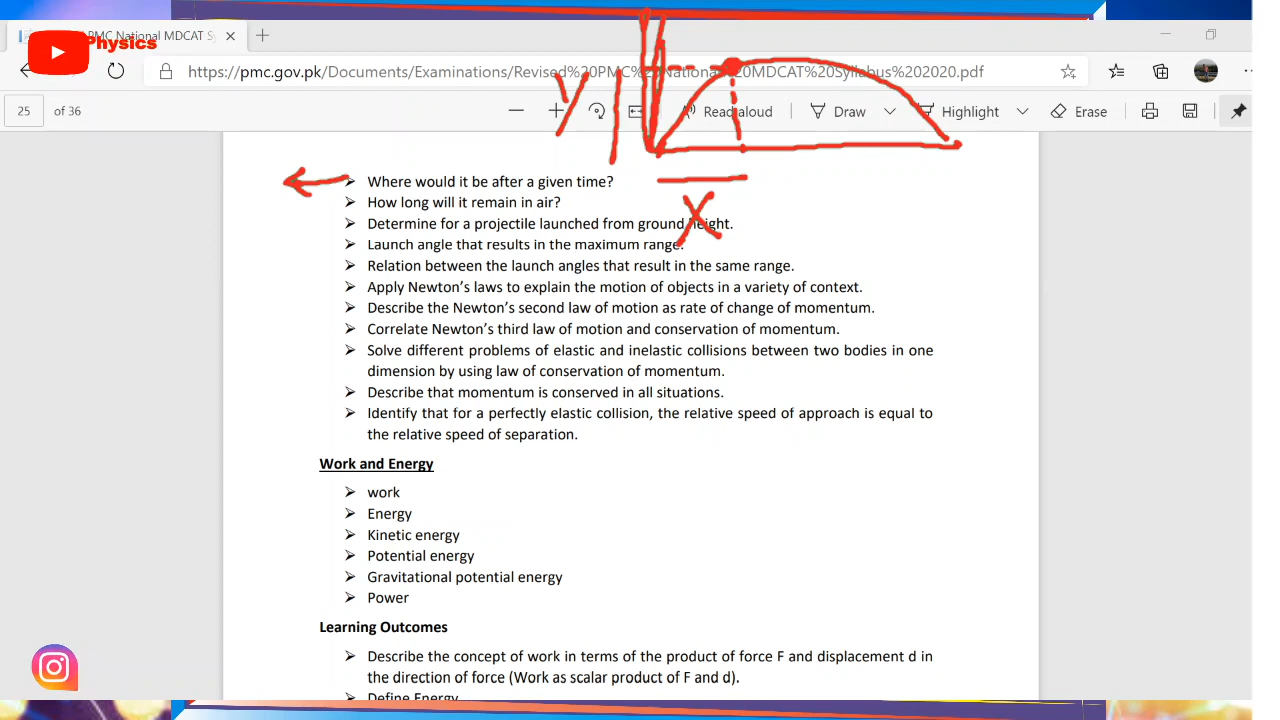 PMC National MDCAT Sy
Physics
https://pmc.gov.pk/Documents/Examinations/Revised%20PMC%20National%20MDCAT%20Syllabus%202020.pdf
25 of 36
Read aloud
Draw
Highlight
Erase
Y
X
➢ Where would it be after a given time?
➢ How long will it remain in air?
➢ Determine for a projectile launched from ground height.
➢ Launch angle that results in the maximum range.
➢ Relation between the launch angles that result in the same range.
➢ Apply Newton’s laws to explain the motion of objects in a variety of context.
➢ Describe the Newton’s second law of motion as rate of change of momentum.
➢ Correlate Newton’s third law of motion and conservation of momentum.
➢ Solve different problems of elastic and inelastic collisions between two bodies in one
dimension by using law of conservation of momentum.
➢ Describe that momentum is conserved in all situations.
➢ Identify that for a perfectly elastic collision, the relative speed of approach is equal to
the relative speed of separation.
Work and Energy
➢ work
➢ Energy
➢ Kinetic energy
➢ Potential energy
➢ Gravitational potential energy
➢ Power
Learning Outcomes
➢ Describe the concept of work in terms of the product of force F and displacement d in
the direction of force (Work as scalar product of F and d).
➢ Define Energy